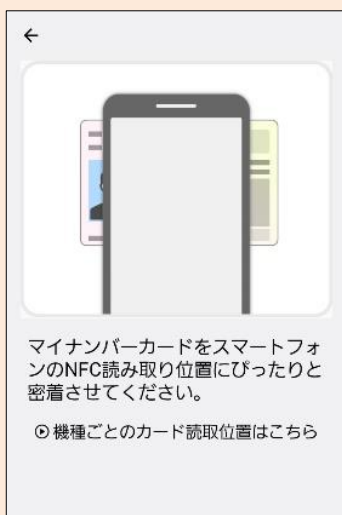 マイナンバーカードをスマートフォ
ンのNFC読み取り位置にぴったりと
密着させてください。
機種ごとのカード読取位置はこちら